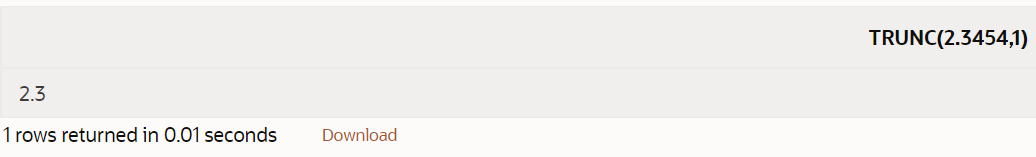 TRUNC(2.3454,1)
2.3
1 rows returned in 0.01 seconds Download